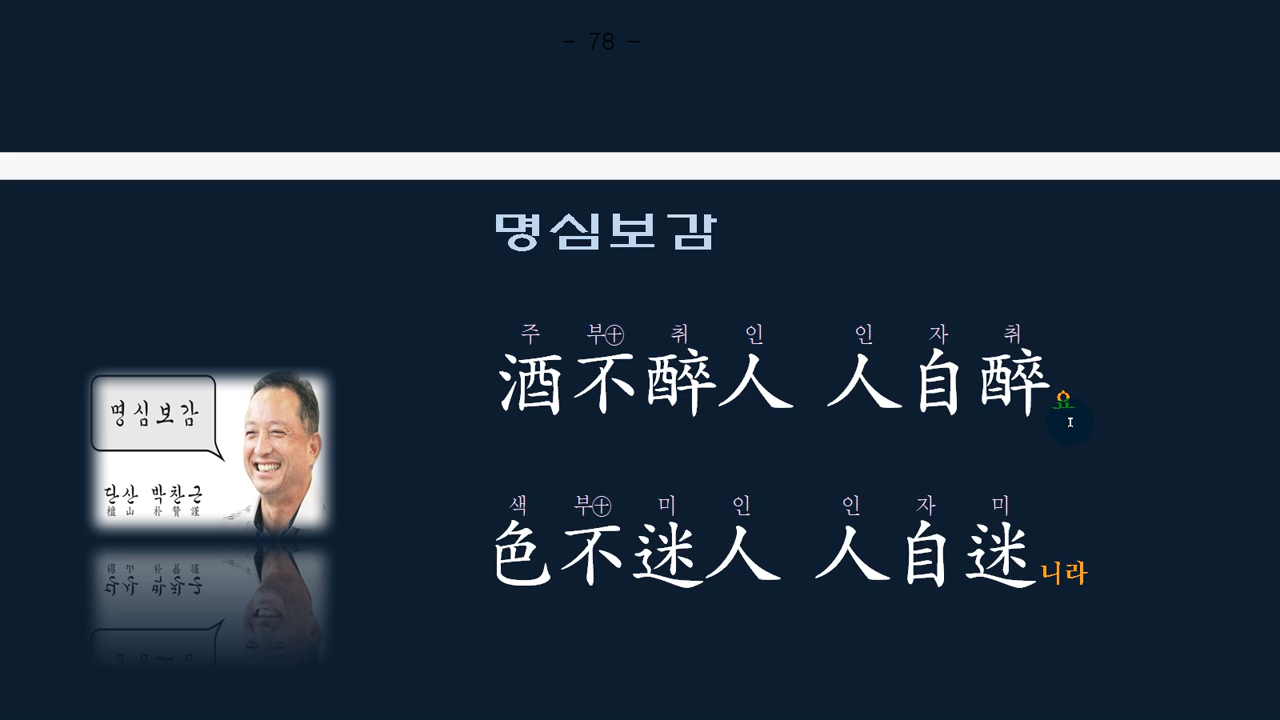 - 78 -
명심보감
주 부㊉ 취 인 인 자 취
酒不醉人 人自醉요
색 부㊉ 미 인 인 자 미
色不迷人 人自迷니라
명심보감
단산 박찬근
檀山 朴贊謹